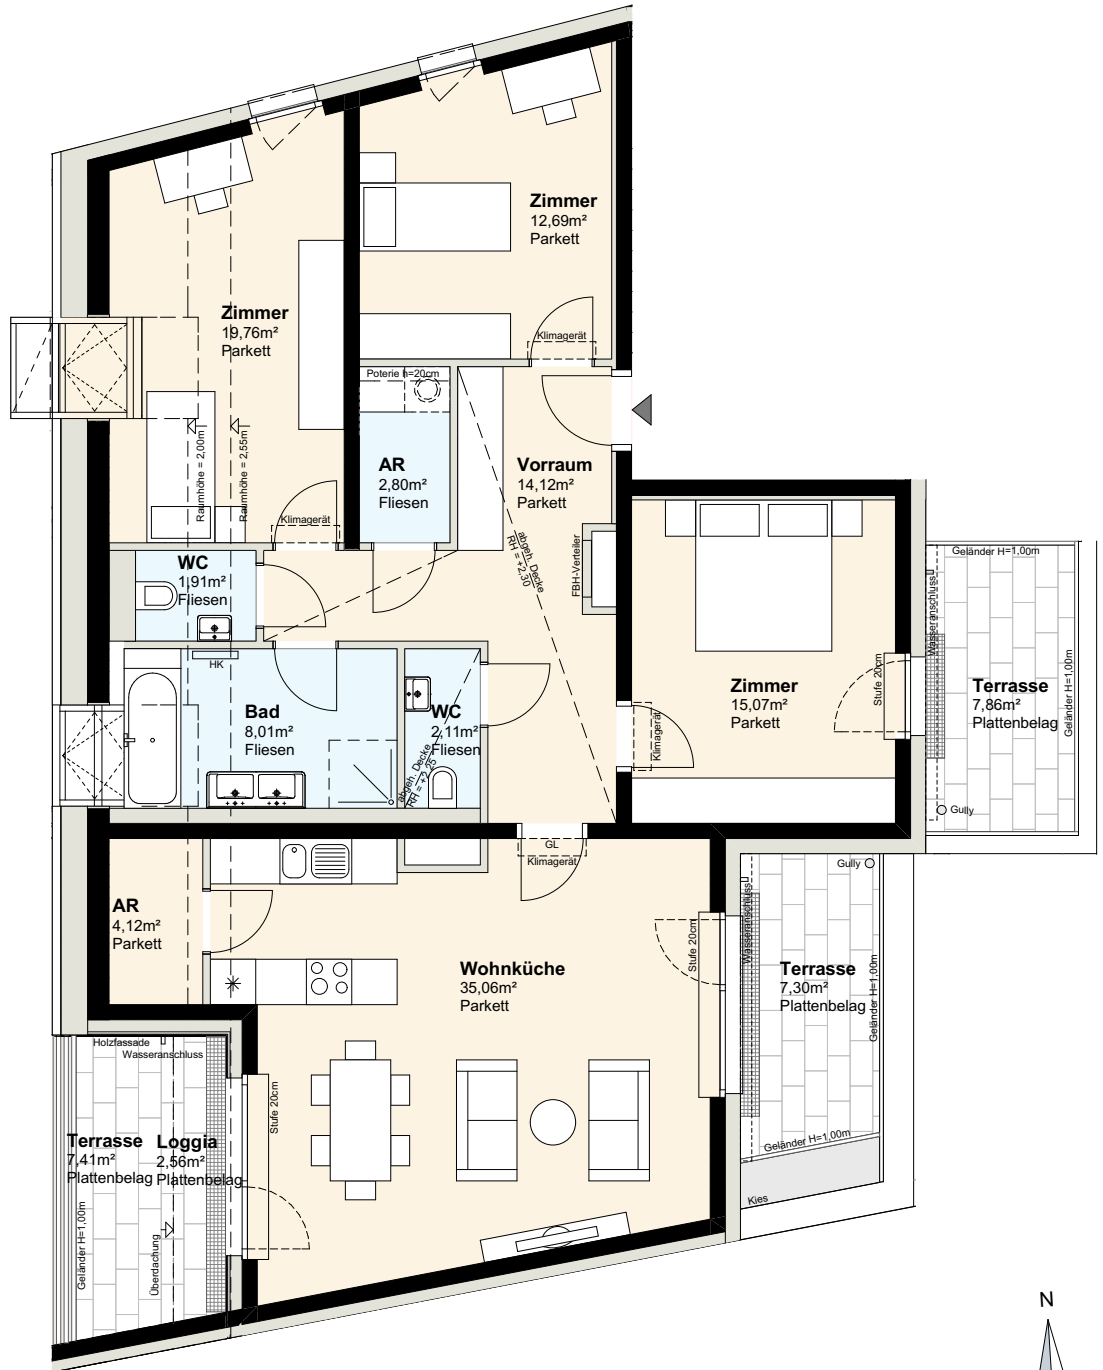 Zimmer
12,69m²
Parkett
Klimagerät
Zimmer
19,76m²
Parkett
Raumhöhe = 2,00m
Raumhöhe = 2,55m
Klimagerät
Poterie h=20cm
AR
2,80m²
Fliesen
Vorraum
14,12m²
Parkett
abgeh. Decke
RH = +2,30
FBH-Verteiler
WC
1,91m²
Fliesen
HK
Bad
8,01m²
Fliesen
WC
2,11m²
Fliesen
abgeh. Decke
RH = +2,25
Zimmer
15,07m²
Parkett
Klimagerät
Stufe 20cm
Geländer H=1,00m
Wasseranschluss
Terrasse
7,86m²
Plattenbelag
Geländer H=1,00m
Gully
GL
Klimagerät
AR
4,12m²
Parkett
Wohnküche
35,06m²
Parkett
Stufe 20cm
Gully
Wasseranschluss
Terrasse
7,30m²
Plattenbelag
Geländer H=1,00m
Geländer H=1,00m
Kies
Holzfassade
Wasseranschluss
Stufe 20cm
Terrasse
7,41m²
Plattenbelag
Loggia
2,56m²
Plattenbelag
Geländer H=1,00m
Überdachung
N